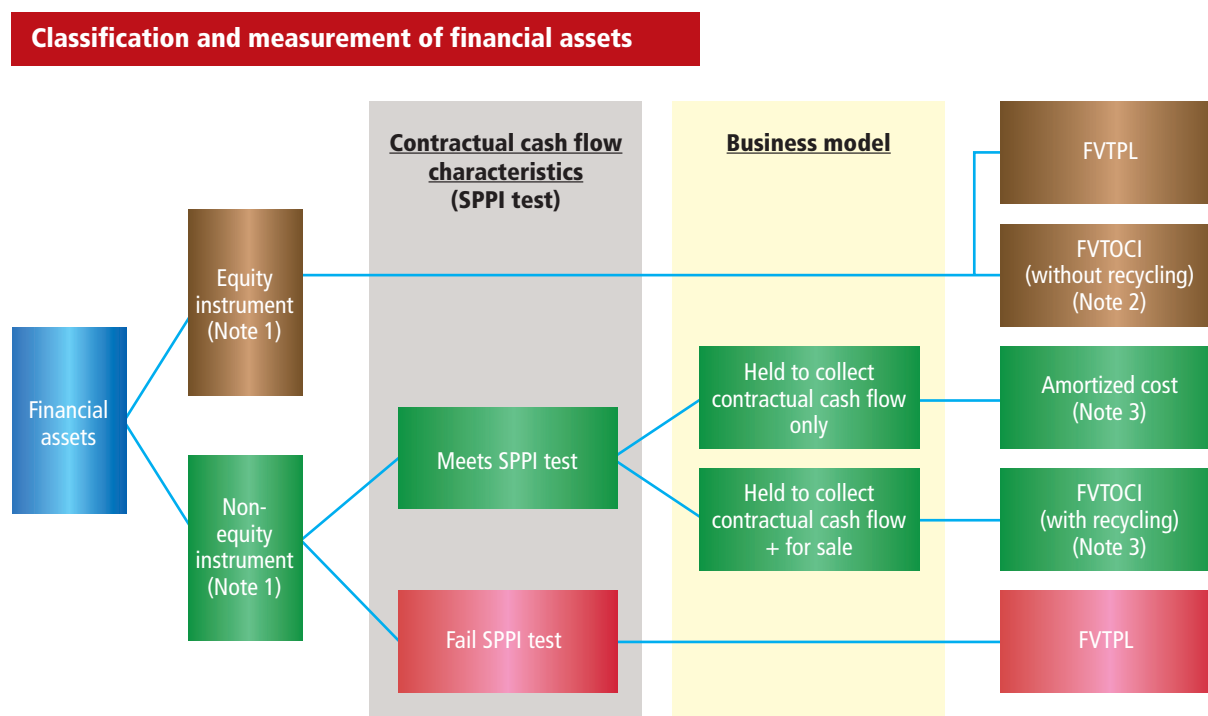 Classification and measurement of financial assets
Contractual cash flow
characteristics
(SPPI test)
Business model
FVTPL
FVTOCI
(without recycling)
(Note 2)
Equity
instrument
(Note 1)
Financial
assets
Held to collect
contractual cash flow
only
Amortized cost
(Note 3)
Meets SPPI test
Non-
equity
instrument
(Note 1)
Held to collect
contractual cash flow
+ for sale
FVTOCI
(with recycling)
(Note 3)
Fail SPPI test
FVTPL